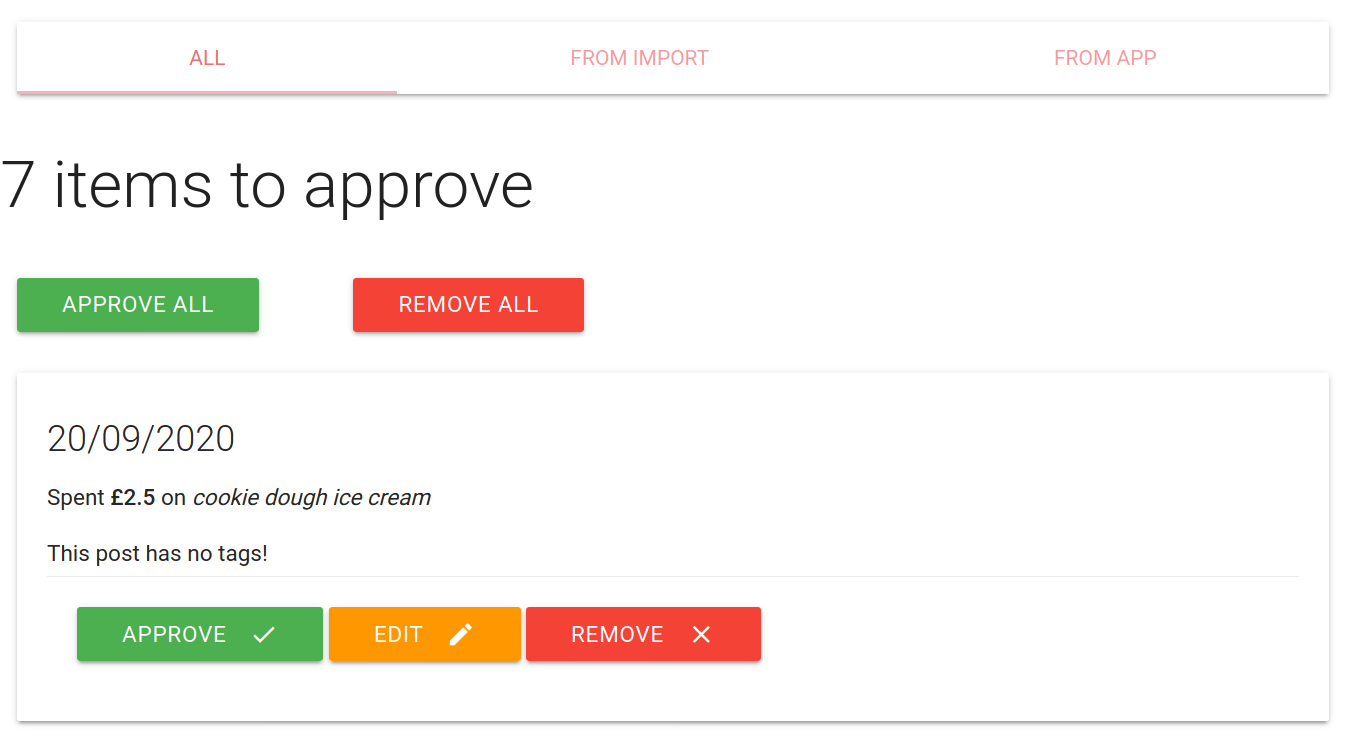 ALL FROM IMPORT FROM APP
7 items to approve
APPROVE ALL REMOVE ALL
20/09/2020
Spent £2.5 on cookie dough ice cream
This post has no tags!
APPROVE EDIT REMOVE